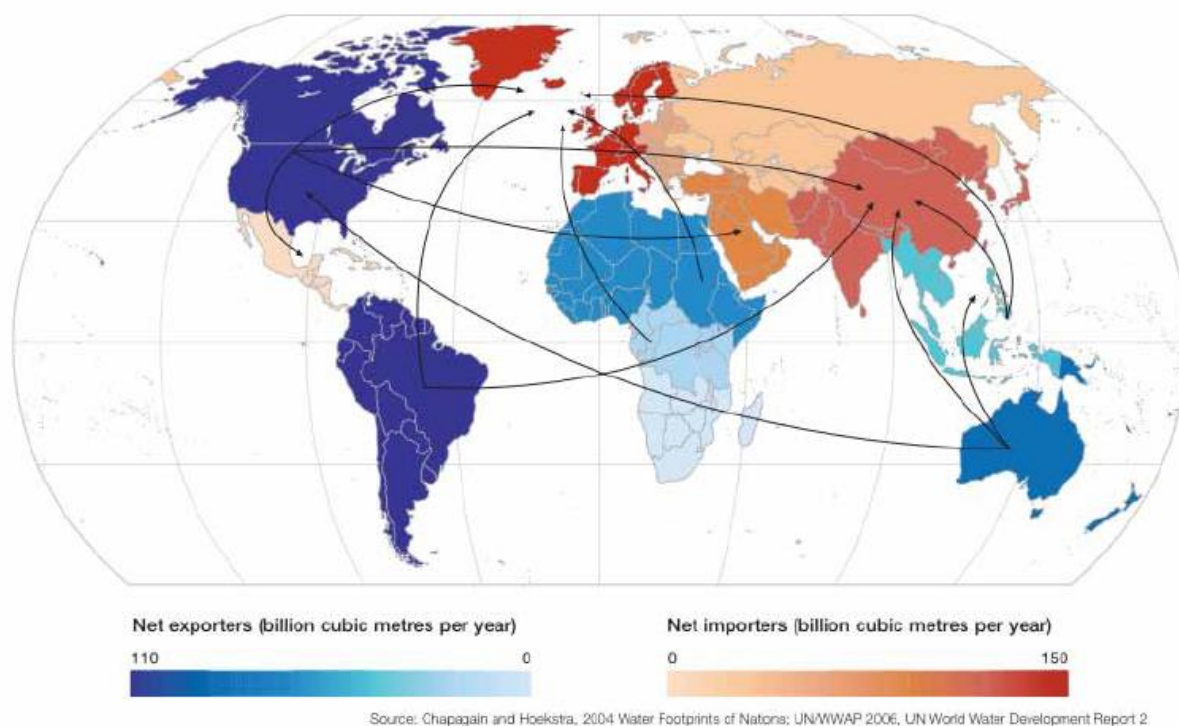 Net exporters (billion cubic metres per year)
110 0
Net importers (billion cubic metres per year)
0 150
Source: Chapagain and Hoekstra, 2004 Water Footprints of Nations; UN/WWAP 2006, UN World Water Development Report 2